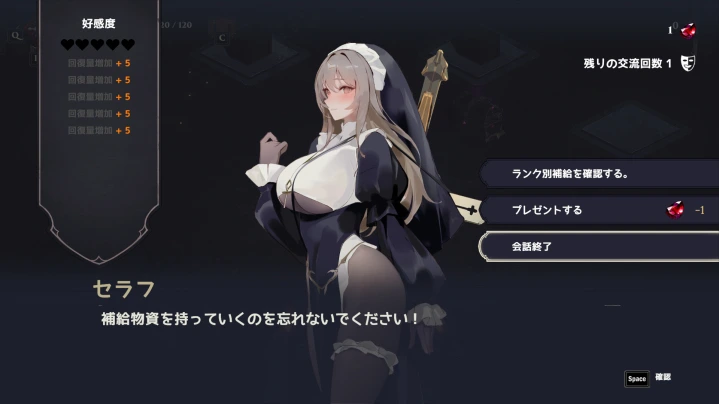 好感度
回復量増加 + 5
回復量増加 + 5
回復量増加 + 5
回復量増加 + 5
回復量増加 + 5
Q
10 / 120
C
1
残りの交流回数 1
ランク別補給を確認する。
プレゼントする -1
会話終了
セラフ
補給物資を持っていくのを忘れないでください！
Space 確認